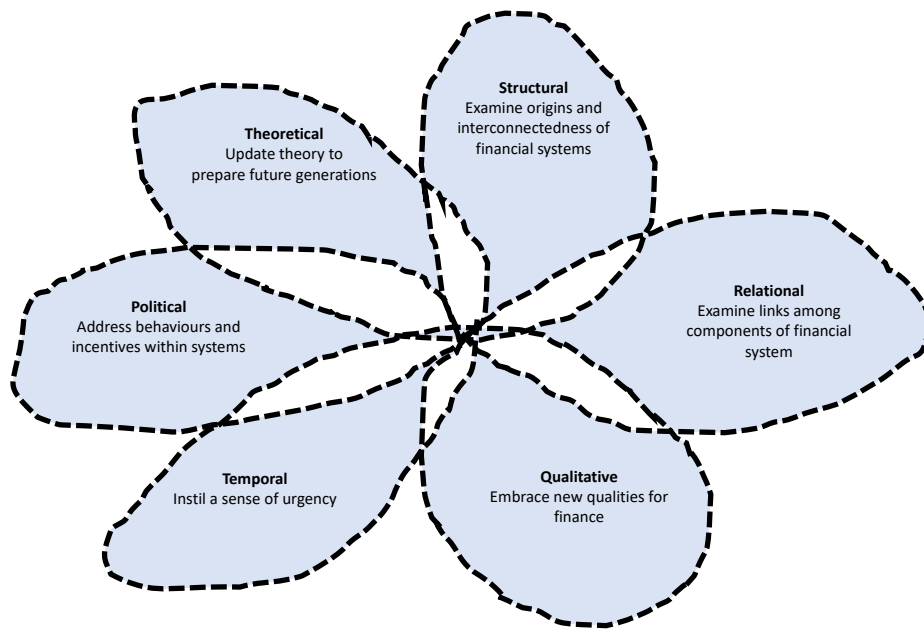 Structural
Examine origins and
interconnectedness of
financial systems
Theoretical
Update theory to
prepare future generations
Relational
Examine links among
components of financial
system
Political
Address behaviours and
incentives within systems
Temporal
Instil a sense of urgency
Qualitative
Embrace new qualities for
finance